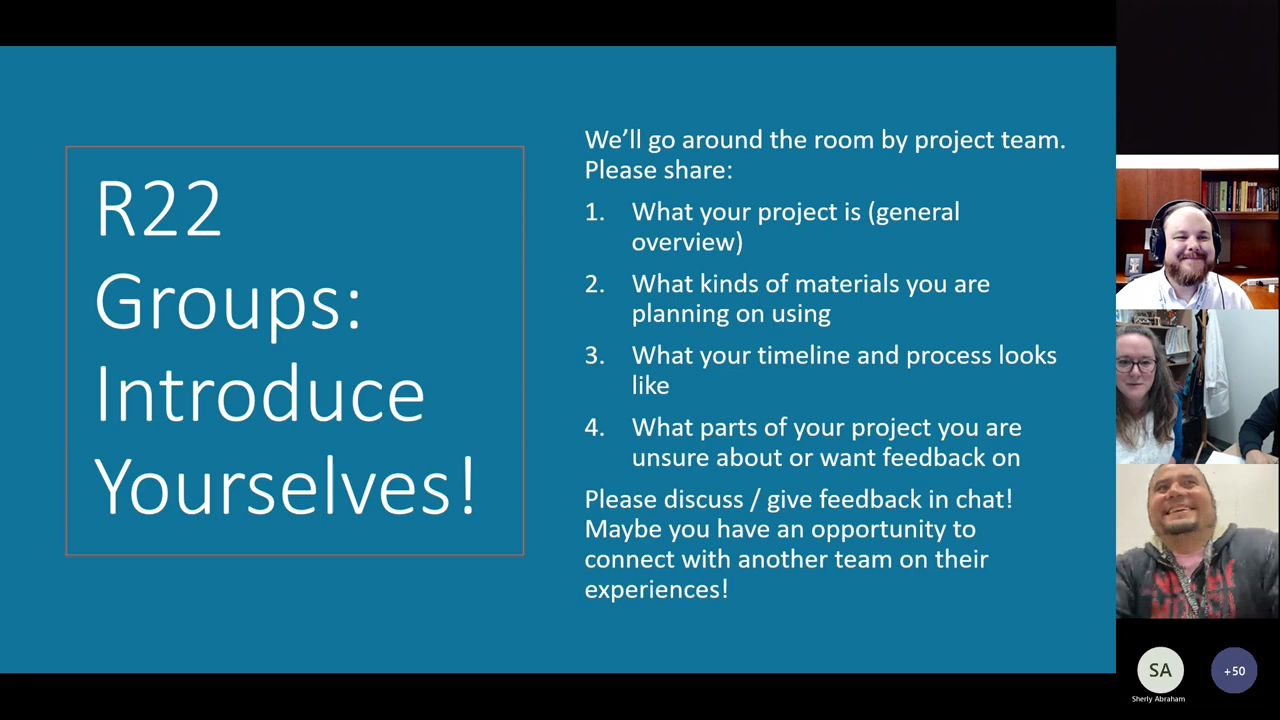 R22
Groups:
Introduce
Yourselves!
We’ll go around the room by project team.
Please share:
1. What your project is (general
overview)
2. What kinds of materials you are
planning on using
3. What your timeline and process looks
like
4. What parts of your project you are
unsure about or want feedback on
Please discuss / give feedback in chat!
Maybe you have an opportunity to
connect with another team on their
experiences!
SA
Sherly Abraham
+50